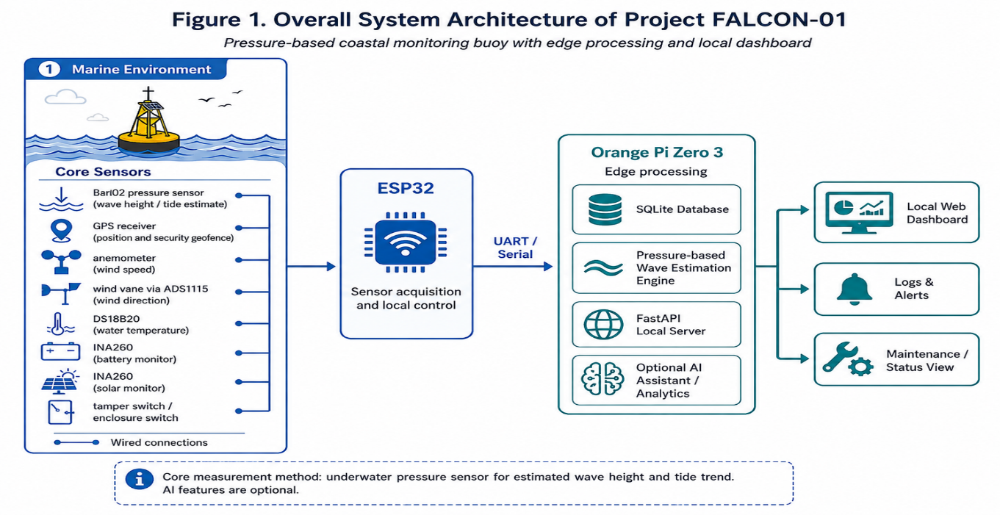 Figure 1. Overall System Architecture of Project FALCON-01
Pressure-based coastal monitoring buoy with edge processing and local dashboard
1 Marine Environment
Core Sensors
Barl02 pressure sensor
(wave height / tide estimate)
GPS receiver
(position and security geofence)
anemometer
(wind speed)
wind vane via ADS1115
(wind direction)
DS18B20
(water temperature)
INA260
(battery monitor)
INA260
(solar monitor)
tamper switch /
enclosure switch
Wired connections
ESP32
Sensor acquisition
and local control
UART /
Serial
Orange Pi Zero 3
Edge processing
SQLite Database
Pressure-based
Wave Estimation
Engine
FastAPI
Local Server
Optional AI
Assistant /
Analytics
Local Web
Dashboard
Logs &
Alerts
Maintenance /
Status View
i
Core measurement method: underwater pressure sensor for estimated wave height and tide trend.
AI features are optional.